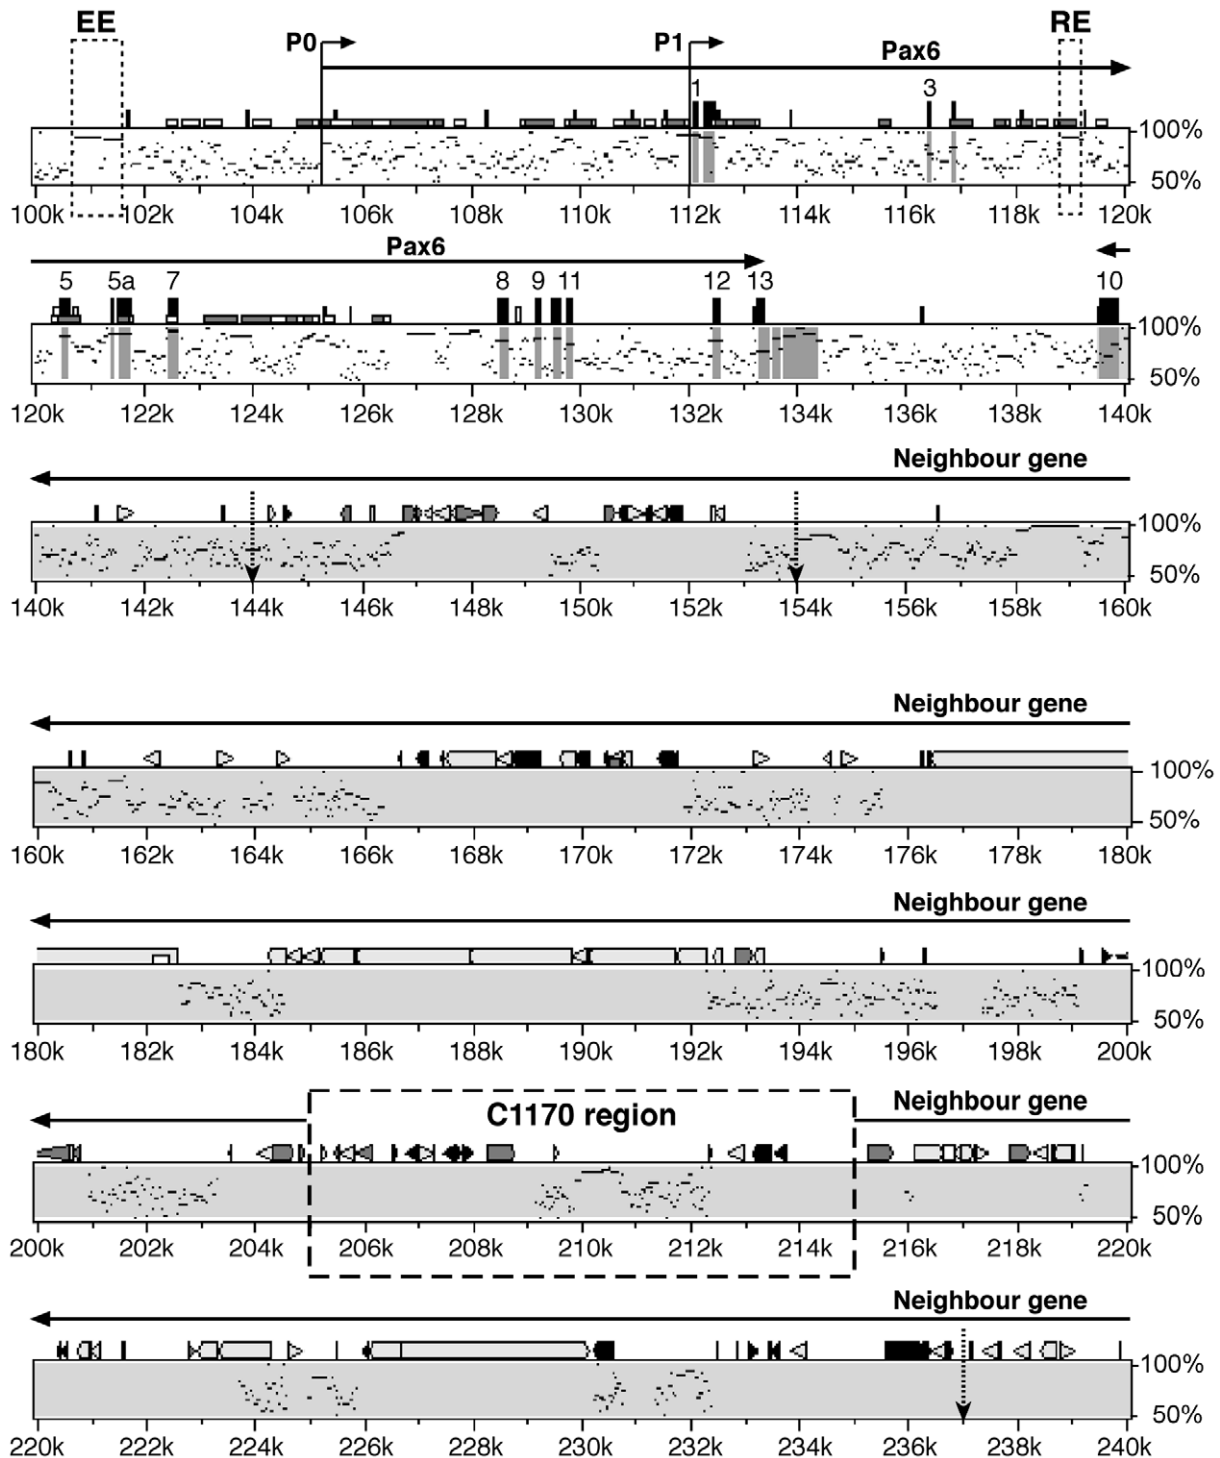 EE RE
P0 P1 Pax6
1 3
100%
50%
100k 102k 104k 106k 108k 110k 112k 114k 116k 118k 120k
Pax6
5 5a 7 8 9 11 12 13 10
100%
50%
120k 122k 124k 126k 128k 130k 132k 134k 136k 138k 140k
Neighbour gene
100%
50%
140k 142k 144k 146k 148k 150k 152k 154k 156k 158k 160k
Neighbour gene
100%
50%
160k 162k 164k 166k 168k 170k 172k 174k 176k 178k 180k
Neighbour gene
100%
50%
180k 182k 184k 186k 188k 190k 192k 194k 196k 198k 200k
C1170 region Neighbour gene
100%
50%
200k 202k 204k 206k 208k 210k 212k 214k 216k 218k 220k
Neighbour gene
100%
50%
220k 222k 224k 226k 228k 230k 232k 234k 236k 238k 240k